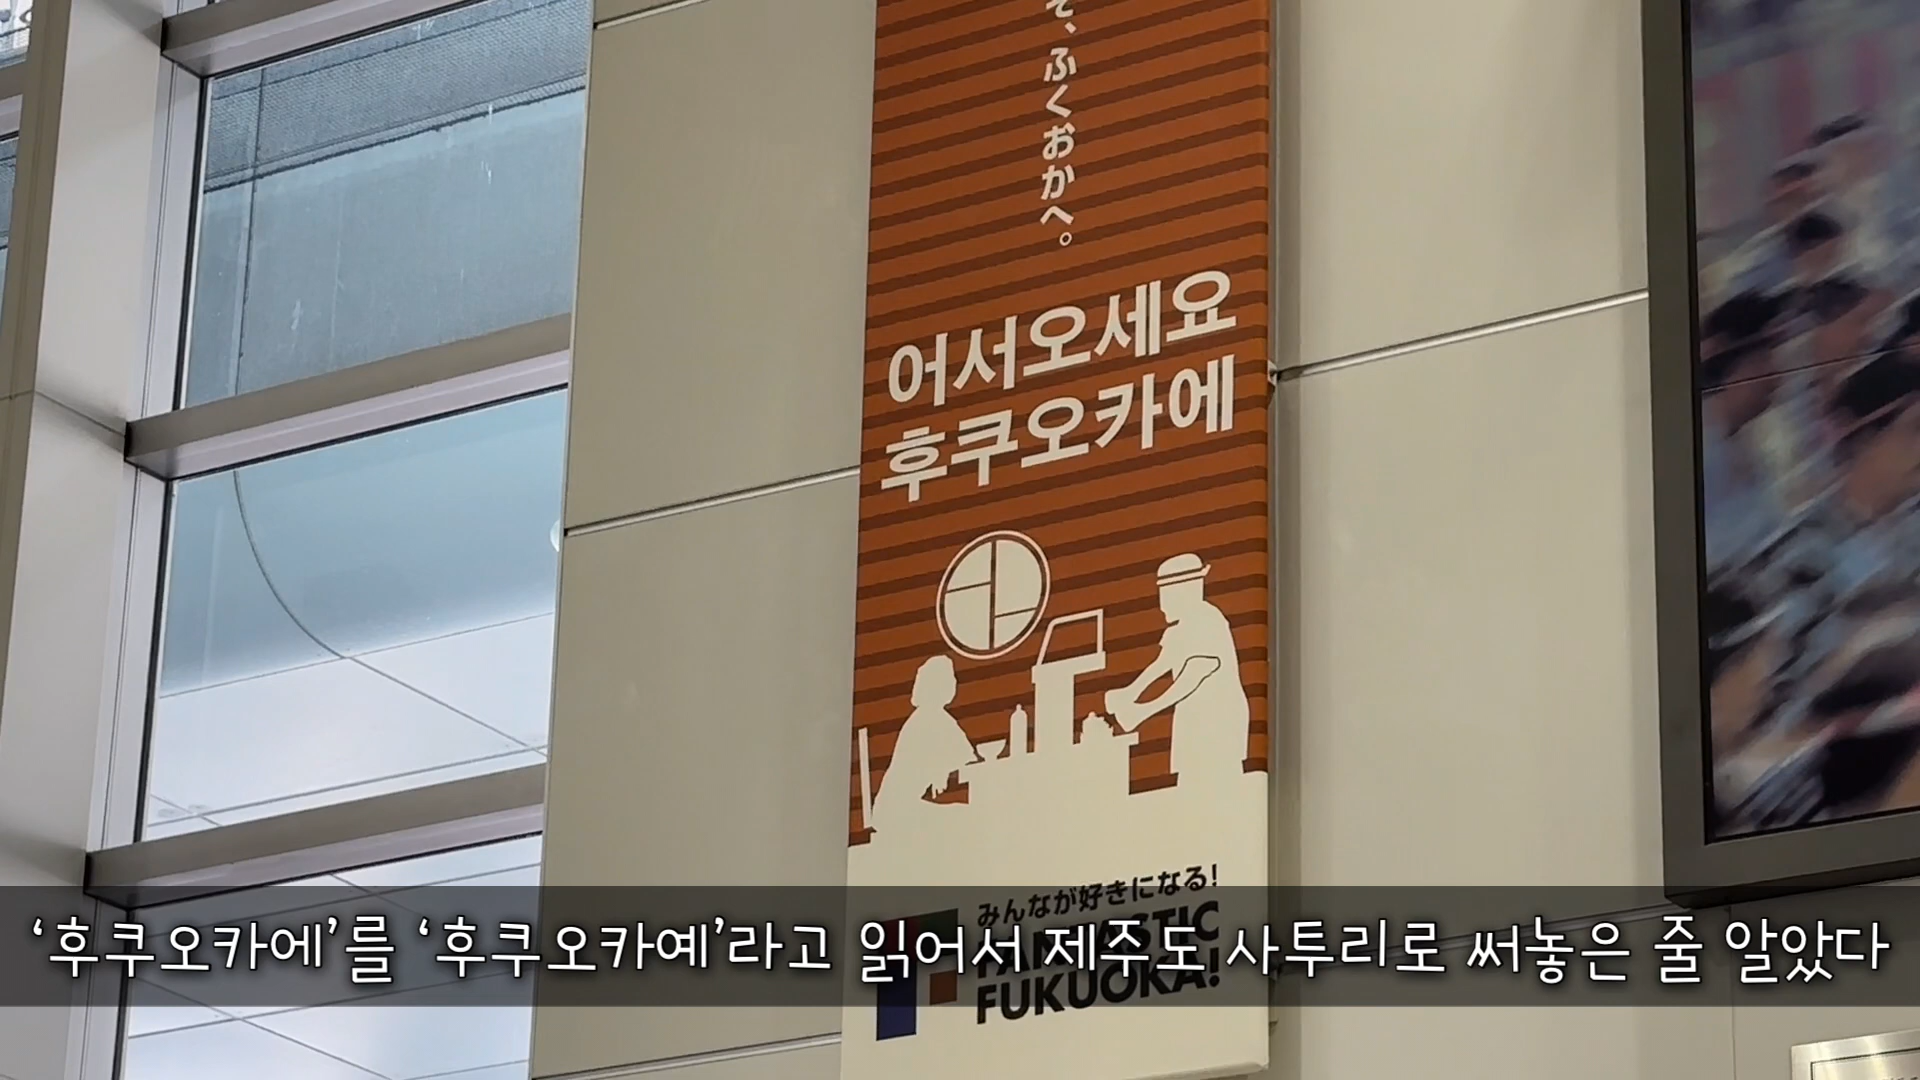 ふくおかへ。
어서오세요
후쿠오카에
みんなが好きになる!
FANTASTIC
FUKUOKA!
‘후쿠오카에’를 ‘후쿠오카예’라고 읽어서 제주도 사투리로 써놓은 줄 알았다